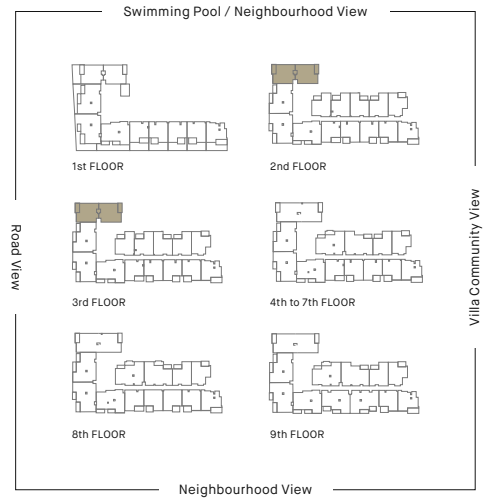 Swimming Pool / Neighbourhood View
1st FLOOR
2nd FLOOR
Road View
Villa Community View
3rd FLOOR
4th to 7th FLOOR
8th FLOOR
9th FLOOR
Neighbourhood View